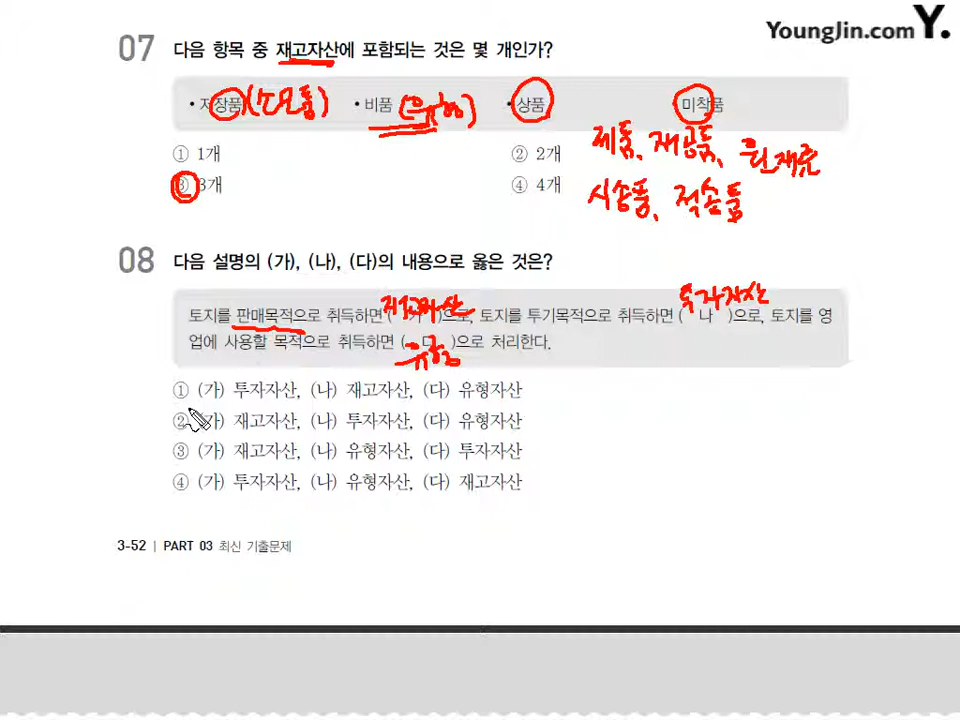 YoungJin.com Y.
07 다음 항목 중 재고자산에 포함되는 것은 몇 개인가?
• 저장품 (소모품) • 비품 (유형) • 상품 미착품
제품, 재공품, 원재료
① 1개 ② 2개
③ 3개 ④ 4개
시송품, 적송품
08 다음 설명의 (가), (나), (다)의 내용으로 옳은 것은?
재고자산 투자자산
토지를 판매목적으로 취득하면( 가 )으로, 토지를 투기목적으로 취득하면( 나 )으로, 토지를 영
업에 사용할 목적으로 취득하면( 다 )으로 처리한다.
유형
① (가) 투자자산, (나) 재고자산, (다) 유형자산
② (가) 재고자산, (나) 투자자산, (다) 유형자산
③ (가) 재고자산, (나) 유형자산, (다) 투자자산
④ (가) 투자자산, (나) 유형자산, (다) 재고자산
3-52 | PART 03 최신 기출문제